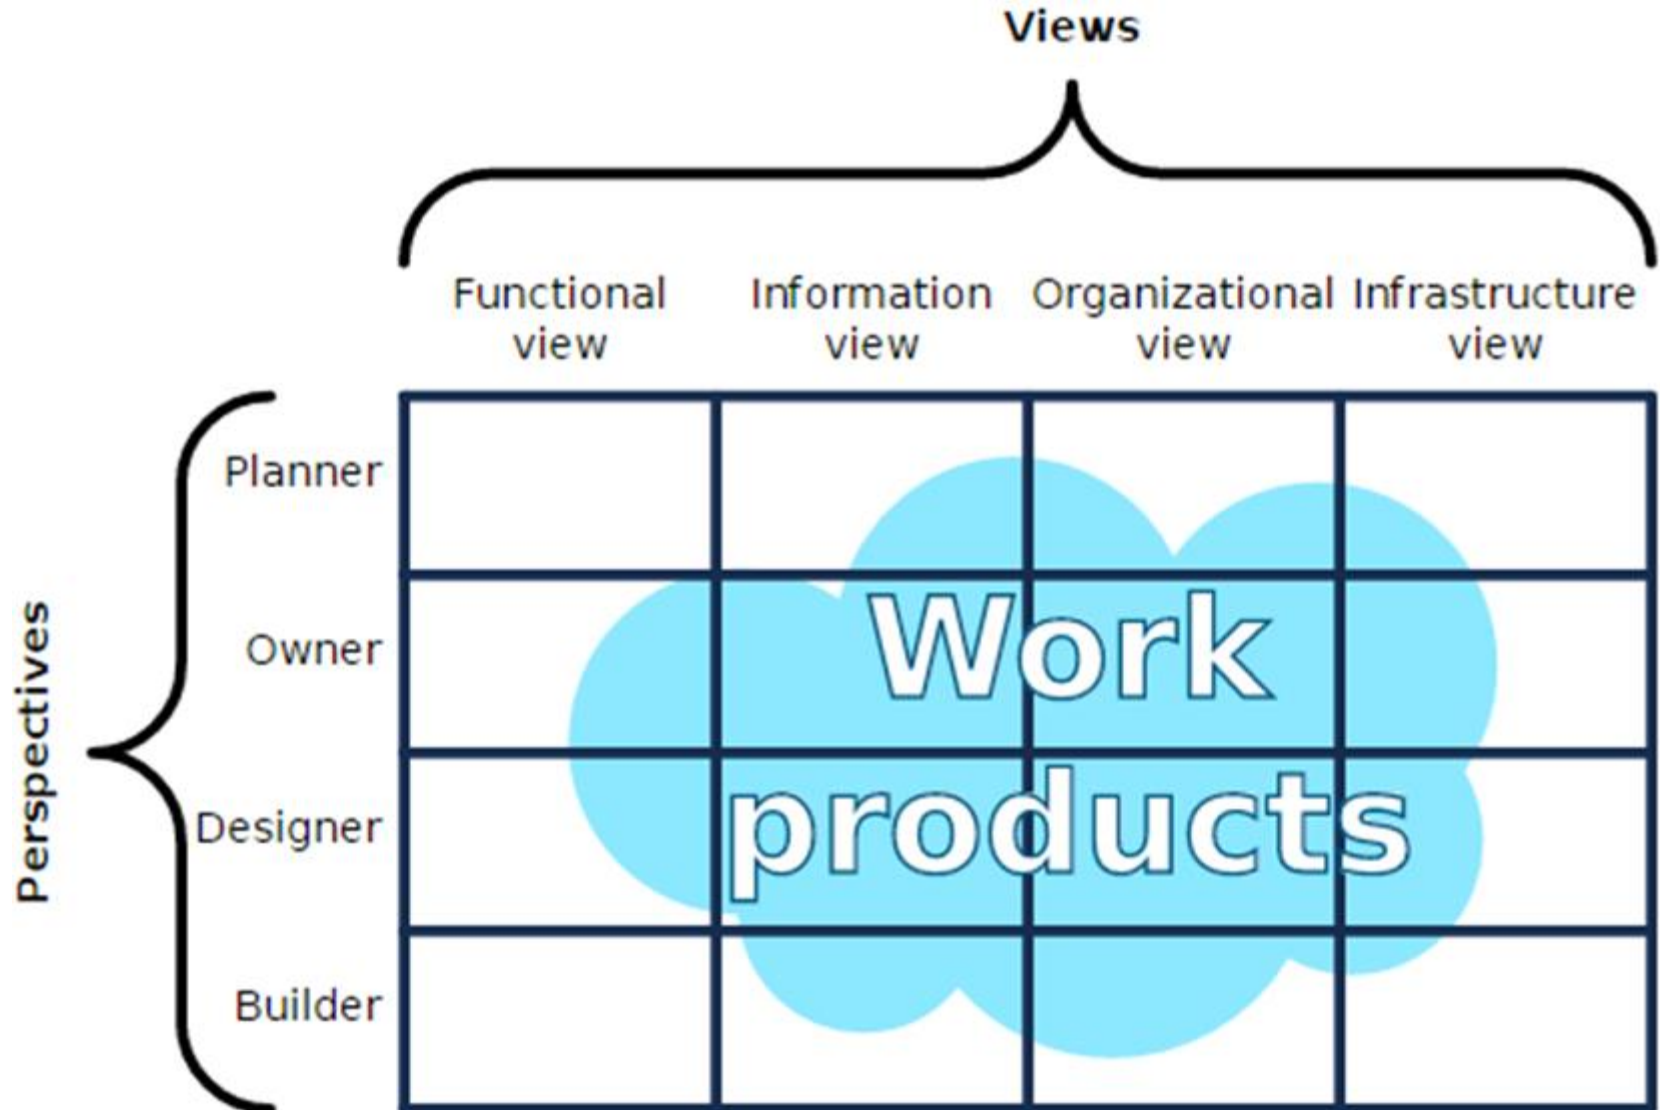 Views
Functional view
Information view
Organizational view
Infrastructure view
Perspectives
Planner
Owner
Designer
Builder
Work
products